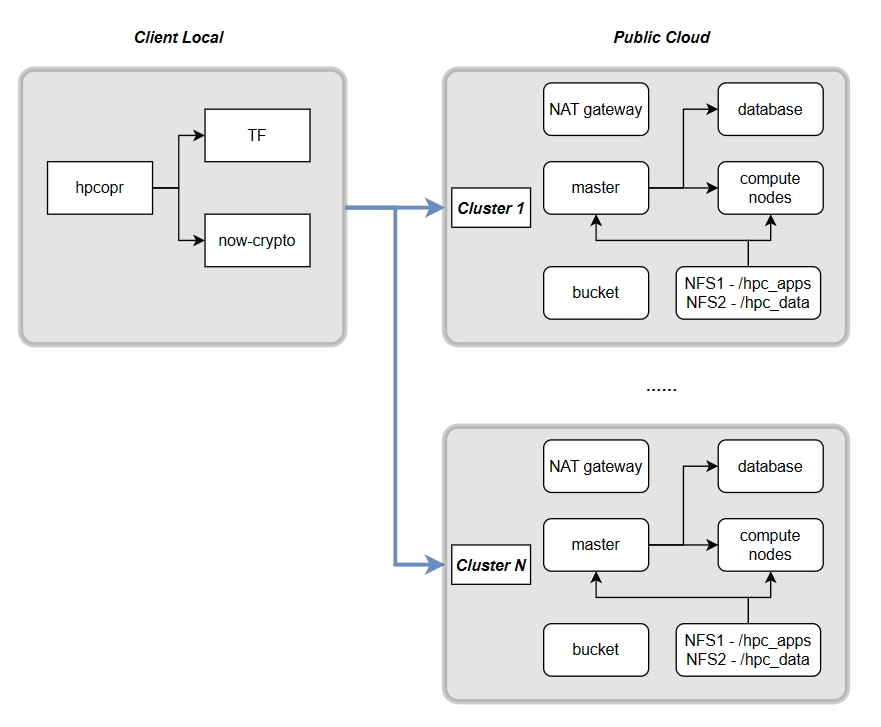 Client Local
Public Cloud
hpcopr
TF
now-crypto
Cluster 1
NAT gateway
database
master
compute
nodes
bucket
NFS1 - /hpc_apps
NFS2 - /hpc_data
......
Cluster N
NAT gateway
database
master
compute
nodes
bucket
NFS1 - /hpc_apps
NFS2 - /hpc_data